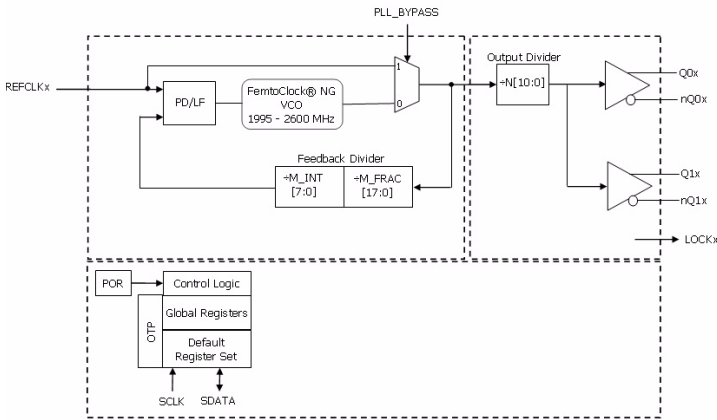 PLL_BYPASS
REFCLKx
PD/LF
FemtoClock® NG
VCO
1995 - 2600 MHz
1
0
Output Divider
÷N[10:0]
Q0x
nQ0x
Feedback Divider
÷M_INT
[7:0]
÷M_FRAC
[17:0]
Q1x
nQ1x
LOCKx
POR
Control Logic
OTP
Global Registers
Default
Register Set
SCLK
SDATA